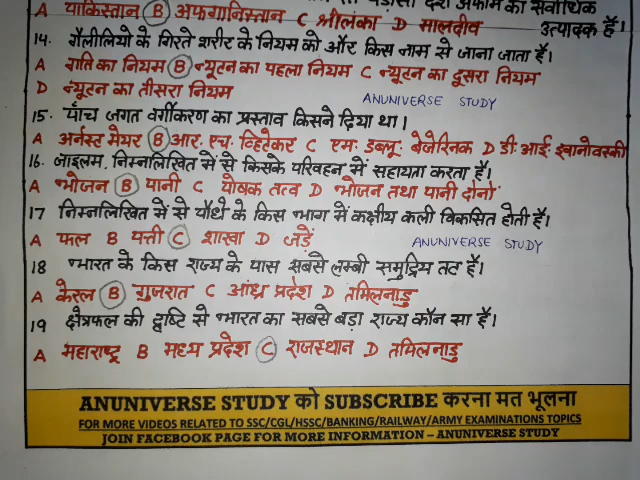 देश अफीम का सर्वाधिक
A पाकिस्तान B अफगानिस्तान C श्रीलंका D मालदीव उत्पादक है।
14. गैलीलियो के गिरते शरीर के नियम को और किस नाम से जाना जाता है।
A गति का नियम B न्यूटन का पहला नियम C न्यूटन का दूसरा नियम
D न्यूटन का तीसरा नियम
ANUNIVERSE STUDY
15. पाँच जगत वर्गीकरण का प्रस्ताव किसने दिया था।
A अर्नस्ट मेयर B आर. एच. व्हिटेकर C एम. डब्लू. बेजेरिनक D डी. आई. इवानोवस्की
16. जाइलम, निम्नलिखित में से किसके परिवहन में सहायता करता है।
A भोजन B पानी C पोषक तत्व D भोजन तथा पानी दोनों
17 निम्नलिखित में से पौधे के किस भाग में कक्षीय कली विकसित होती है।
A फल B पत्ती C शाखा D जड़ें
ANUNIVERSE STUDY
18 भारत के किस राज्य के पास सबसे लम्बी समुद्रिय तट है।
A केरल B गुजरात C आंध्र प्रदेश D तमिलनाडु
19 क्षेत्रफल की दृष्टि से भारत का सबसे बड़ा राज्य कौन सा है।
A महाराष्ट्र B मध्य प्रदेश C राजस्थान D तमिलनाडु
ANUNIVERSE STUDY को SUBSCRIBE करना मत भूलना
FOR MORE VIDEOS RELATED TO SSC/CGL/HSSC/BANKING/RAILWAY/ARMY EXAMINATIONS TOPICS
JOIN FACEBOOK PAGE FOR MORE INFORMATION – ANUNIVERSE STUDY